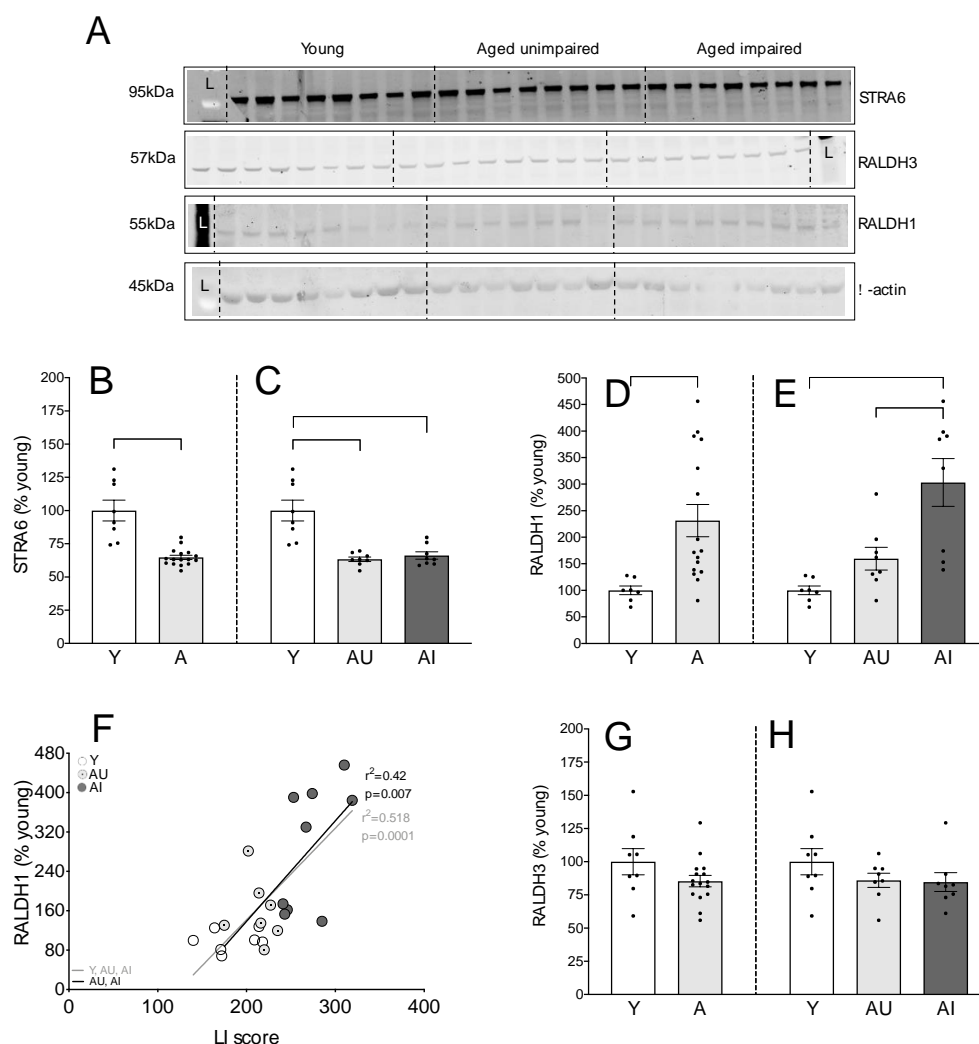 A
Young Aged unimpaired Aged impaired
95kDa L STRA6
57kDa L RALDH3
55kDa L RALDH1
45kDa L ! -actin
B C
STRA6 (% young)
200
175
150
125
100
75
50
25
0
Y A Y AU AI
D E
RALDH1 (% young)
500
450
400
350
300
250
200
150
100
50
0
Y A Y AU AI
F
RALDH1 (% young)
480
400
320
240
160
80
0
Y
AU
AI
r²=0.42
p=0.007
r²=0.518
p=0.0001
Y, AU, AI
AU, AI
0 100 200 300 400
LI score
G H
RALDH3 (% young)
200
175
150
125
100
75
50
25
0
Y A Y AU AI